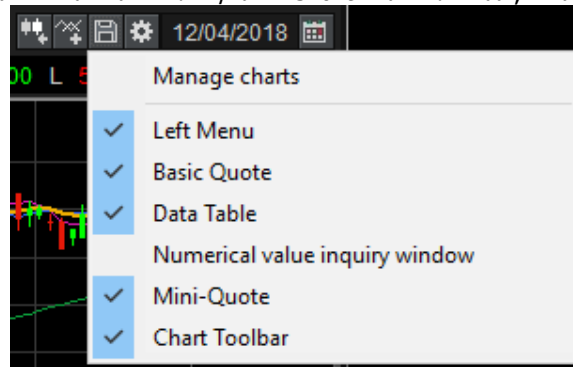 12/04/2018
00 L
Manage charts
Left Menu
Basic Quote
Data Table
Numerical value inquiry window
Mini-Quote
Chart Toolbar